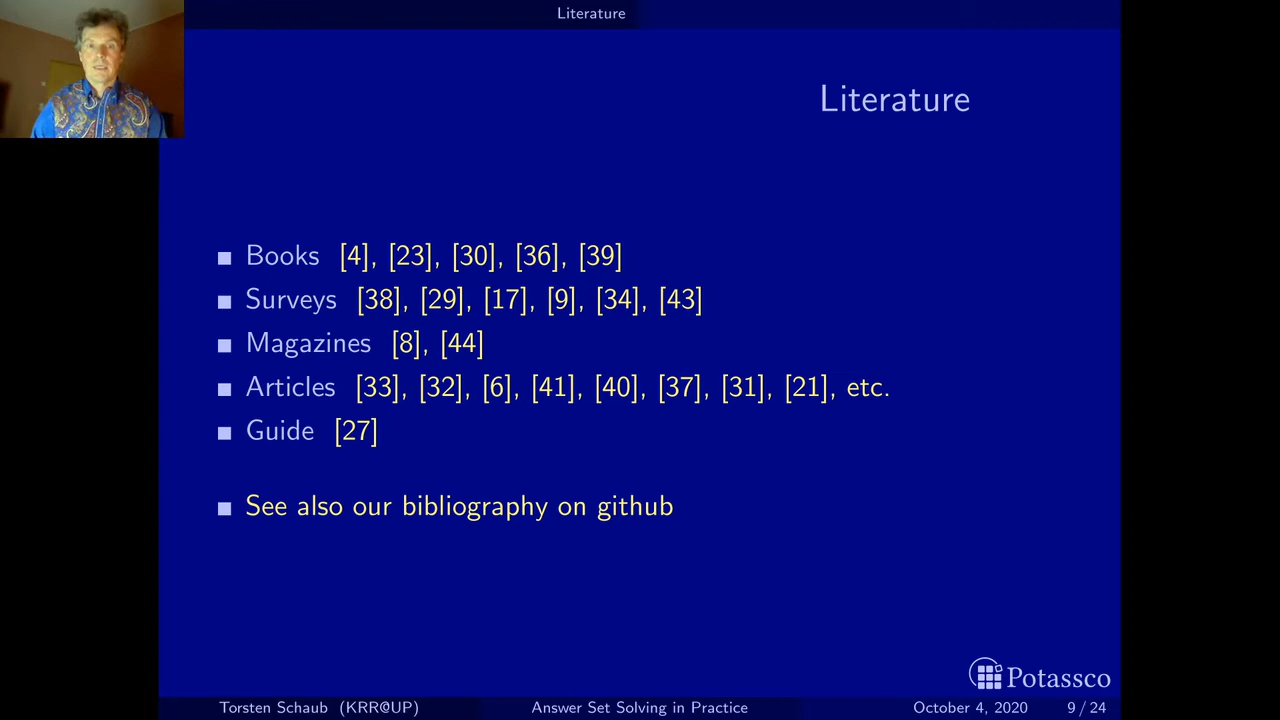 Literature
Literature
Books [4], [23], [30], [36], [39]
Surveys [38], [29], [17], [9], [34], [43]
Magazines [8], [44]
Articles [33], [32], [6], [41], [40], [37], [31], [21], etc.
Guide [27]
See also our bibliography on github
Potassco
Torsten Schaub (KRR@UP) Answer Set Solving in Practice October 4, 2020 9 / 24